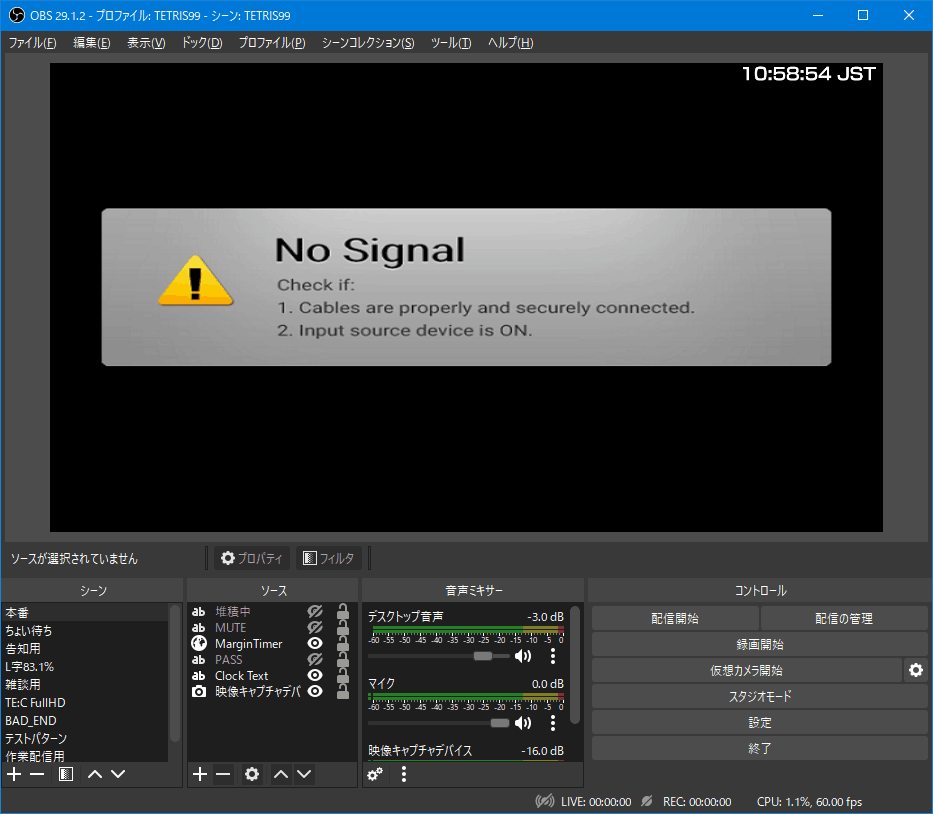 OBS 29.1.2 - プロファイル: TETRIS99 - シーン: TETRIS99
ファイル(F) 編集(E) 表示(V) ドック(D) プロファイル(P) シーンコレクション(S) ツール(T) ヘルプ(H)
10:58:54 JST
No Signal
Check if:
1. Cables are properly and securely connected.
2. Input source device is ON.
ソースが選択されていません プロパティ フィルタ
シーン
本番
ちょい待ち
告知用
L字83.1%
雑談用
TE:C FullHD
BAD_END
テストパターン
作業配信用
ソース
ab 堆積中
ab MUTE
MarginTimer
ab PASS
ab Clock Text
映像キャプチャデバ
音声ミキサー
デスクトップ音声 -3.0 dB
-60 -55 -50 -45 -40 -35 -30 -25 -20 -15 -10 -5 0
マイク 0.0 dB
-60 -55 -50 -45 -40 -35 -30 -25 -20 -15 -10 -5 0
映像キャプチャデバイス -16.0 dB
コントロール
配信開始 配信の管理
録画開始
仮想カメラ開始
スタジオモード
設定
終了
LIVE: 00:00:00 REC: 00:00:00 CPU: 1.1%, 60.00 fps